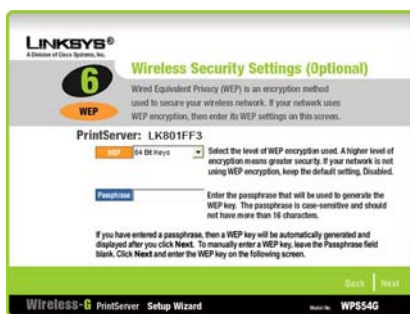 LINKSYS®
A Division of Cisco Systems, Inc.
6
WEP
Wireless Security Settings (Optional)
Wired Equivalent Privacy (WEP) is an encryption method
used to secure your wireless network. If your network uses
WEP encryption, then enter its WEP settings on this screen.
PrintServer: LK801FF3
WEP 64 Bit Keys
Select the level of WEP encryption used. A higher level of
encryption means greater security. If your network is not
using WEP encryption, keep the default setting, Disabled.
Passphrase
Enter the passphrase that will be used to generate the
WEP key. The passphrase is case-sensitive and should
not have more than 16 characters.
If you have entered a passphrase, then a WEP key will be automatically generated and
displayed after you click Next. To manually enter a WEP key, leave the Passphrase field
blank. Click Next and enter the WEP key on the following screen.
Back Next
Wireless-G PrintServer Setup Wizard Model No. WPS54G